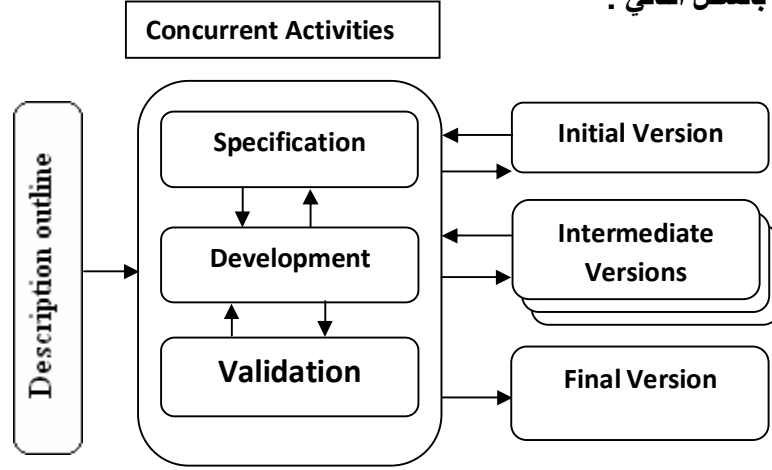 Concurrent Activities
Description outline
Specification
Development
Validation
Initial Version
Intermediate
Versions
Final Version